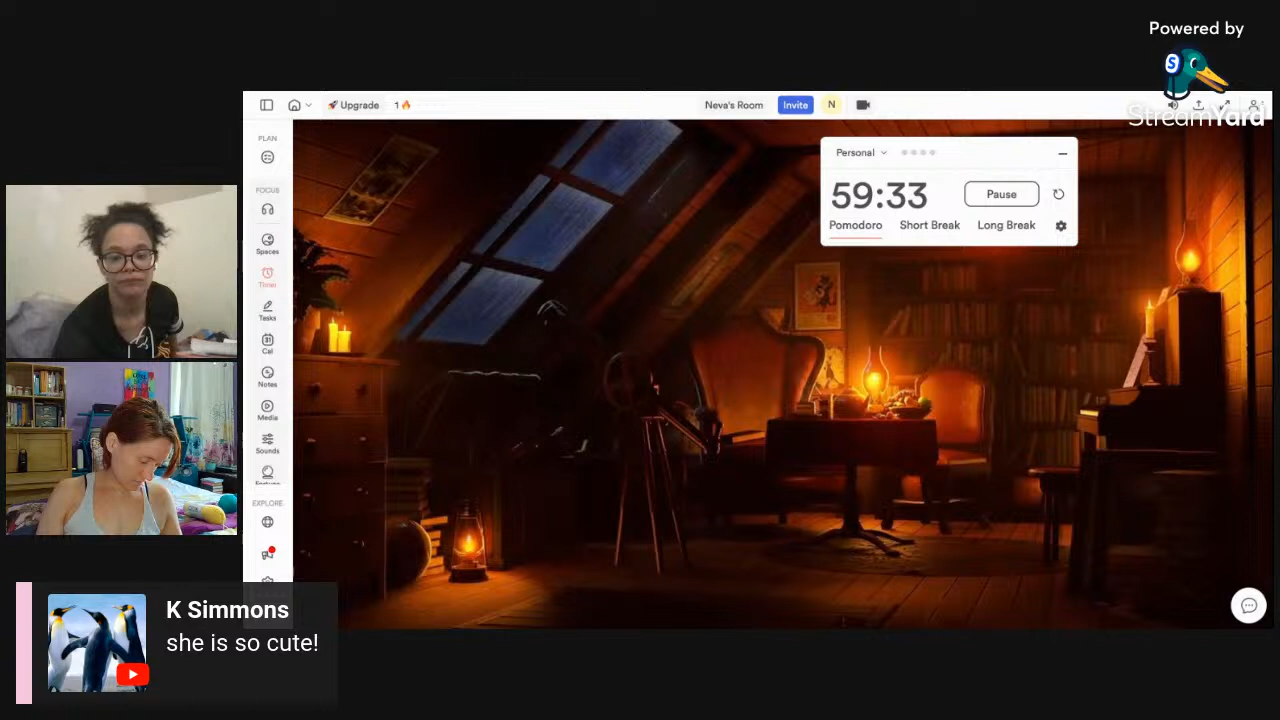 Powered by
StreamYard
Upgrade
1
Neva's Room
Invite
N
PLAN
FOCUS
Spaces
Timer
Tasks
31
Cal
Notes
Media
Sounds
EXPLORE
Personal
59:33
Pause
Pomodoro
Short Break
Long Break
K Simmons
she is so cute!